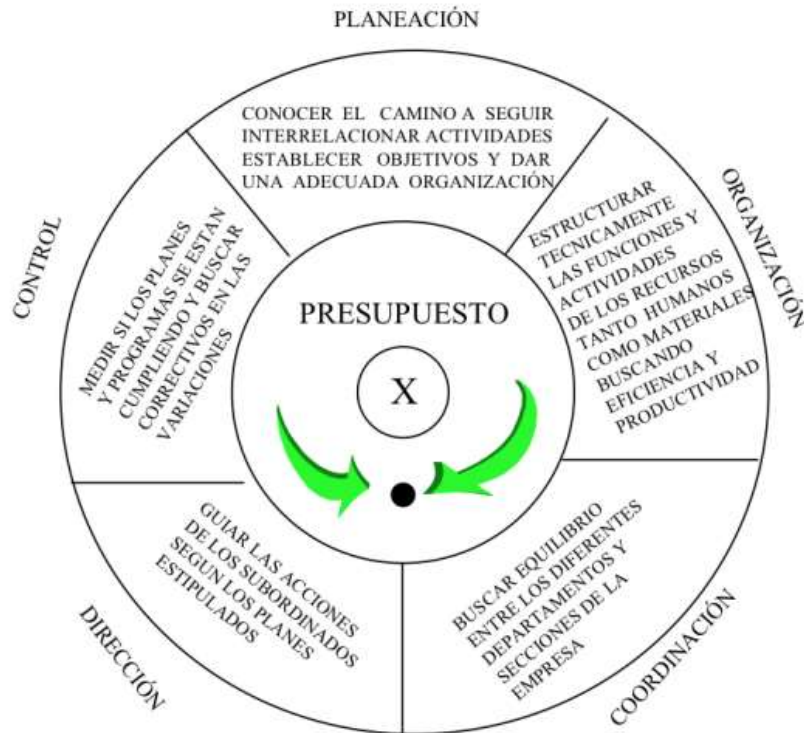 PLANEACIÓN
CONOCER EL CAMINO A SEGUIR
INTERRELACIONAR ACTIVIDADES
ESTABLECER OBJETIVOS Y DAR
UNA ADECUADA ORGANIZACIÓN
ORGANIZACIÓN
ESTRUCTURAR
TECNICAMENTE
LAS FUNCIONES Y
ACTIVIDADES
DE LOS RECURSOS
TANTO HUMANOS
COMO MATERIALES
BUSCANDO
EFICIENCIA Y
PRODUCTIVIDAD
COORDINACIÓN
BUSCAR EQUILIBRIO
ENTRE LOS DIFERENTES
DEPARTAMENTOS Y
SECCIONES DE LA
EMPRESA
DIRECCIÓN
GUIAR LAS ACCIONES
DE LOS SUBORDINADOS
SEGUN LOS PLANES
ESTIPULADOS
CONTROL
MEDIR SI LOS PLANES
Y PROGRAMAS SE ESTAN
CUMPLIENDO Y BUSCAR
CORRECTIVOS EN LAS
VARIACIONES
PRESUPUESTO
X